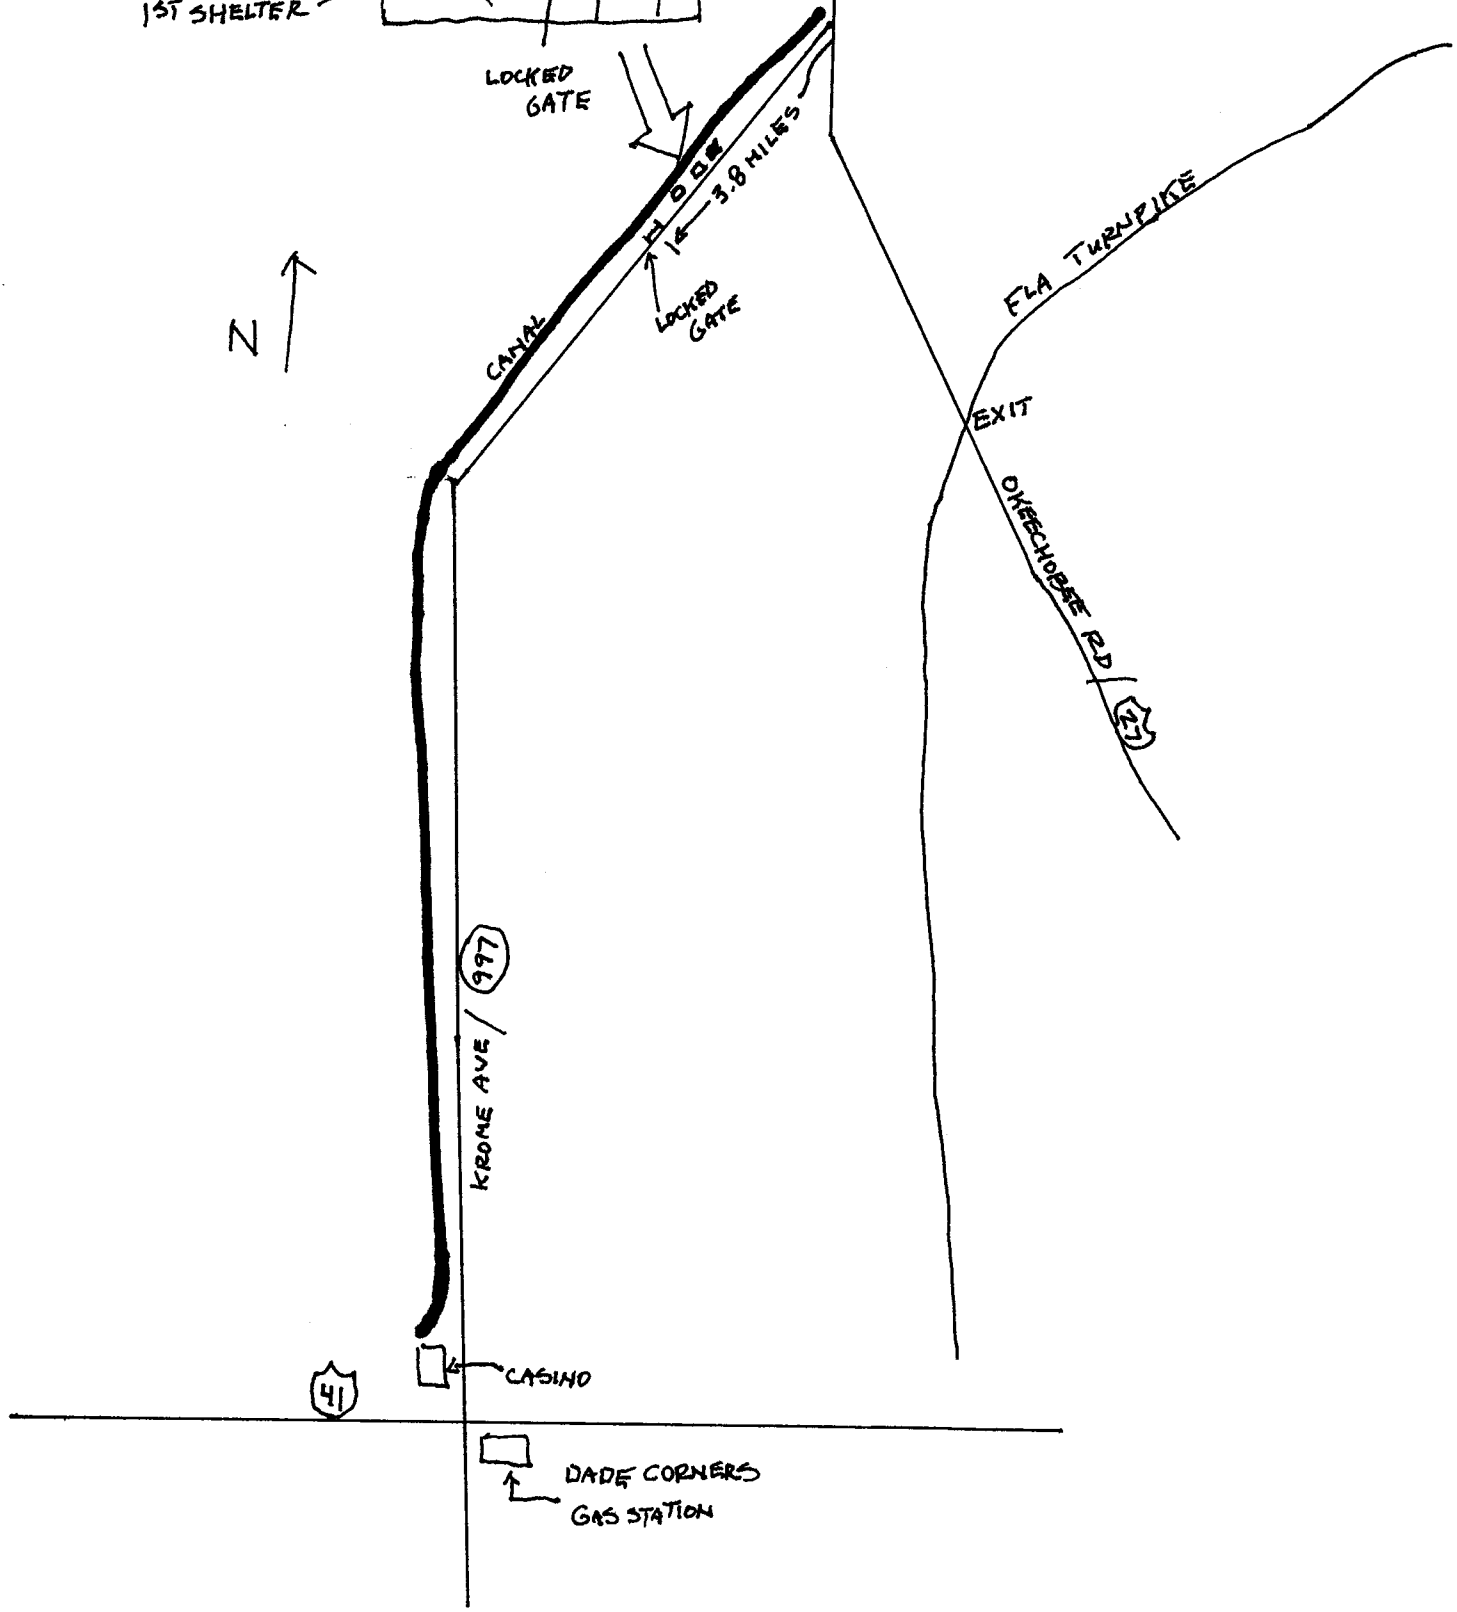 1ST SHELTER
LOCKED
GATE
3.8 MILES
LOCKED
GATE
FLA TURNPIKE
N
CANAL
EXIT
OKEECHOBEE RD /
27
997
KROME AVE /
CASINO
41
DADE CORNERS
GAS STATION